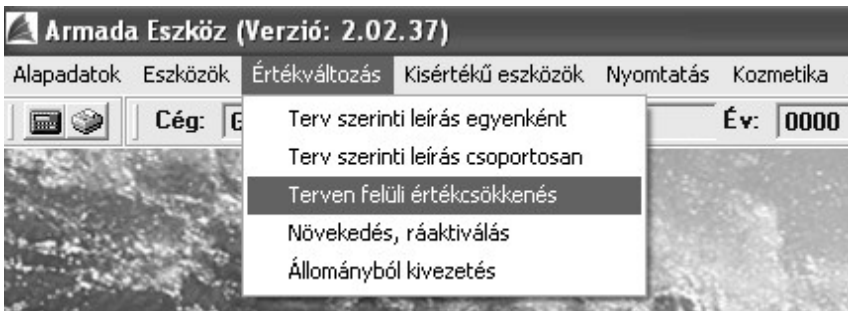 Armada Eszköz (Verzió: 2.02.37)
Alapadatok Eszközök Értékváltozás Kisértékű eszközök Nyomtatás Kozmetika
Cég: Év: 0000
Terv szerinti leírás egyenként
Terv szerinti leírás csoportosan
Terven felüli értékcsökkenés
Növekedés, ráaktiválás
Állományból kivezetés